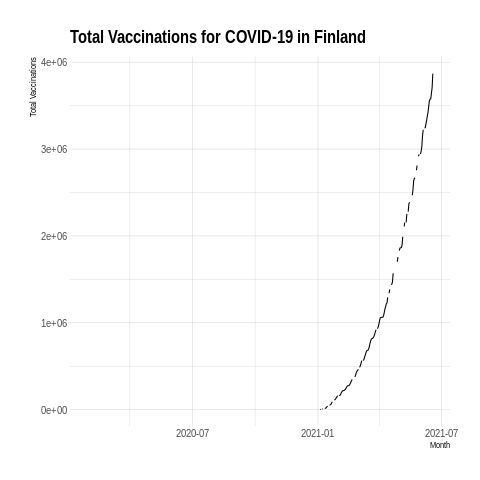 Total Vaccinations for COVID-19 in Finland
Total Vaccinations
4e+06
3e+06
2e+06
1e+06
0e+00
2020-07
2021-01
2021-07
Month